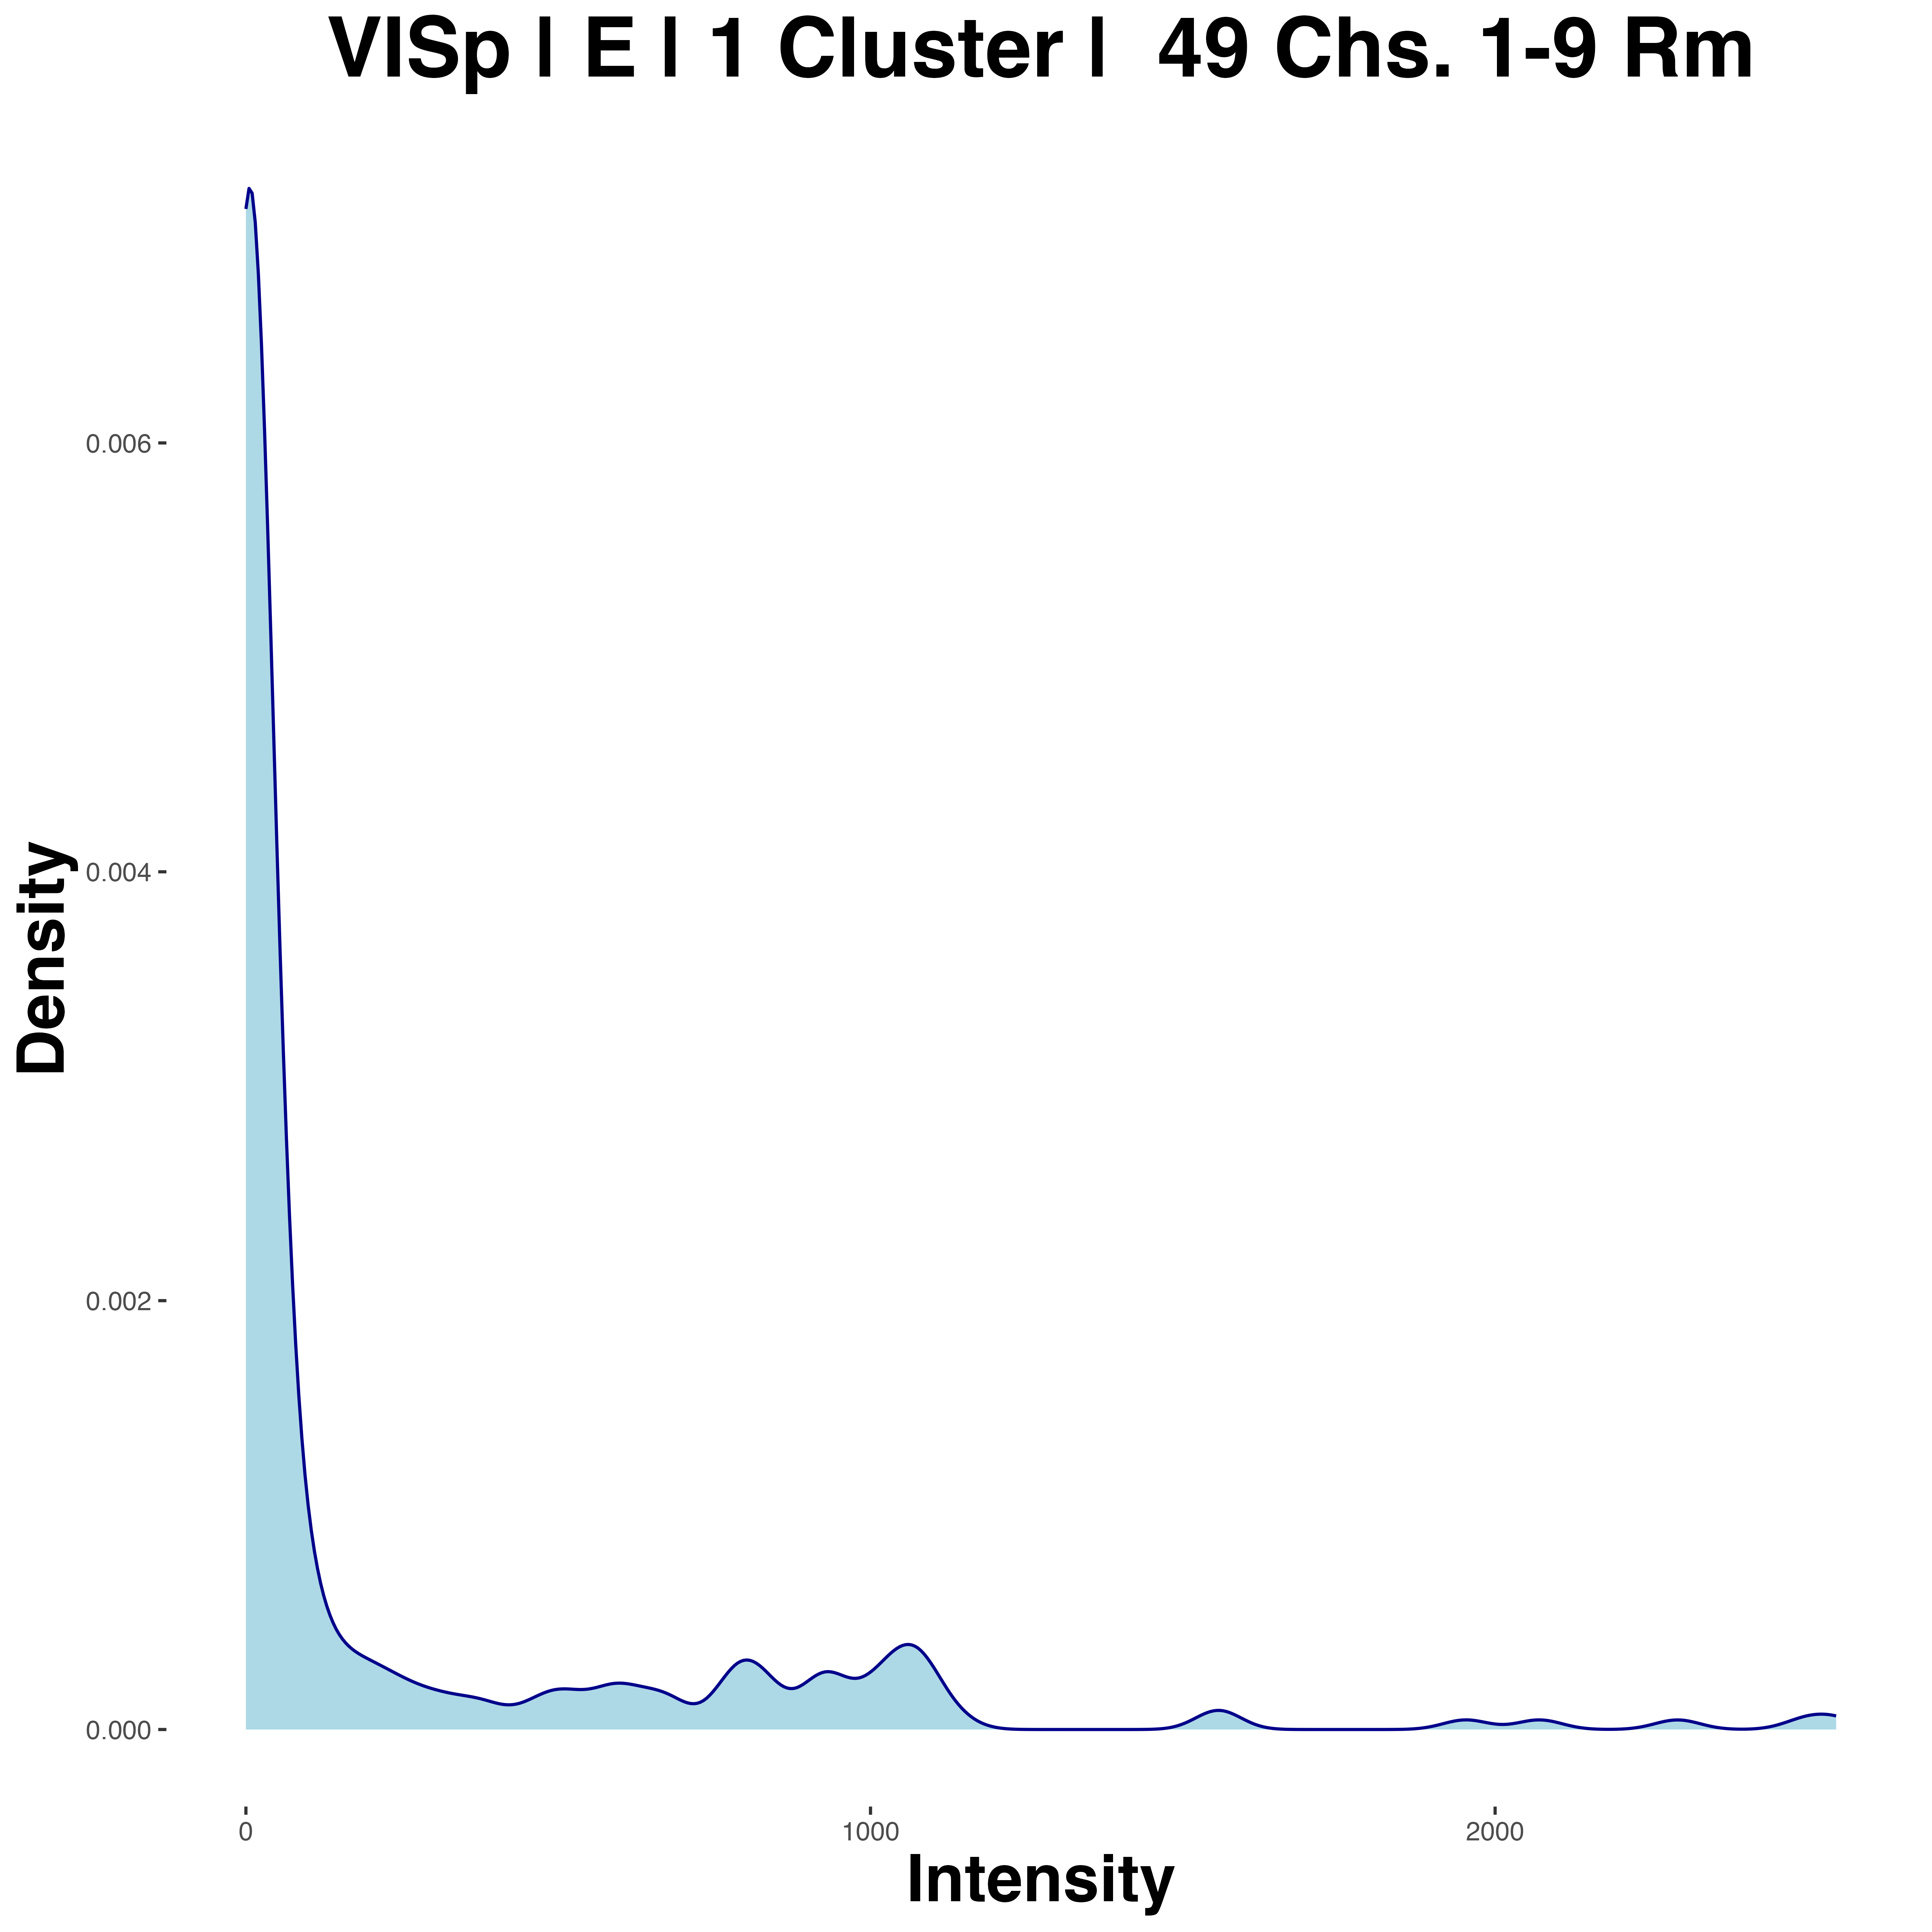 VISp | E | 1 Cluster | 49 Chs. 1-9 Rm
Density
0.006
0.004
0.002
0.000
0
1000
2000
Intensity